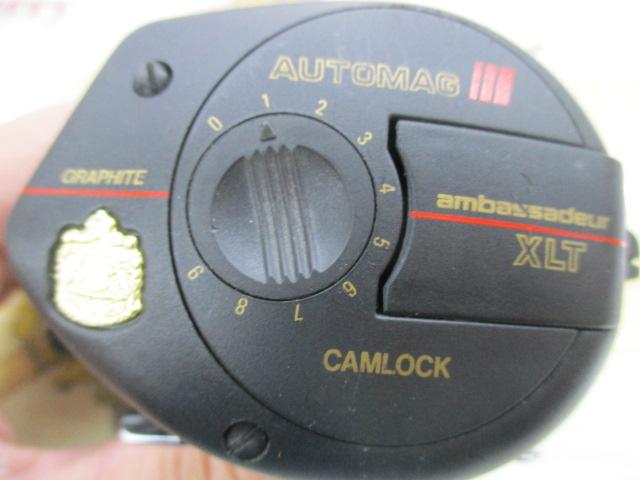 AUTOMAG III
0 1 2 3 4 5 6 7 8 9
GRAPHITE
ambassadeur
XLT
CAMLOCK